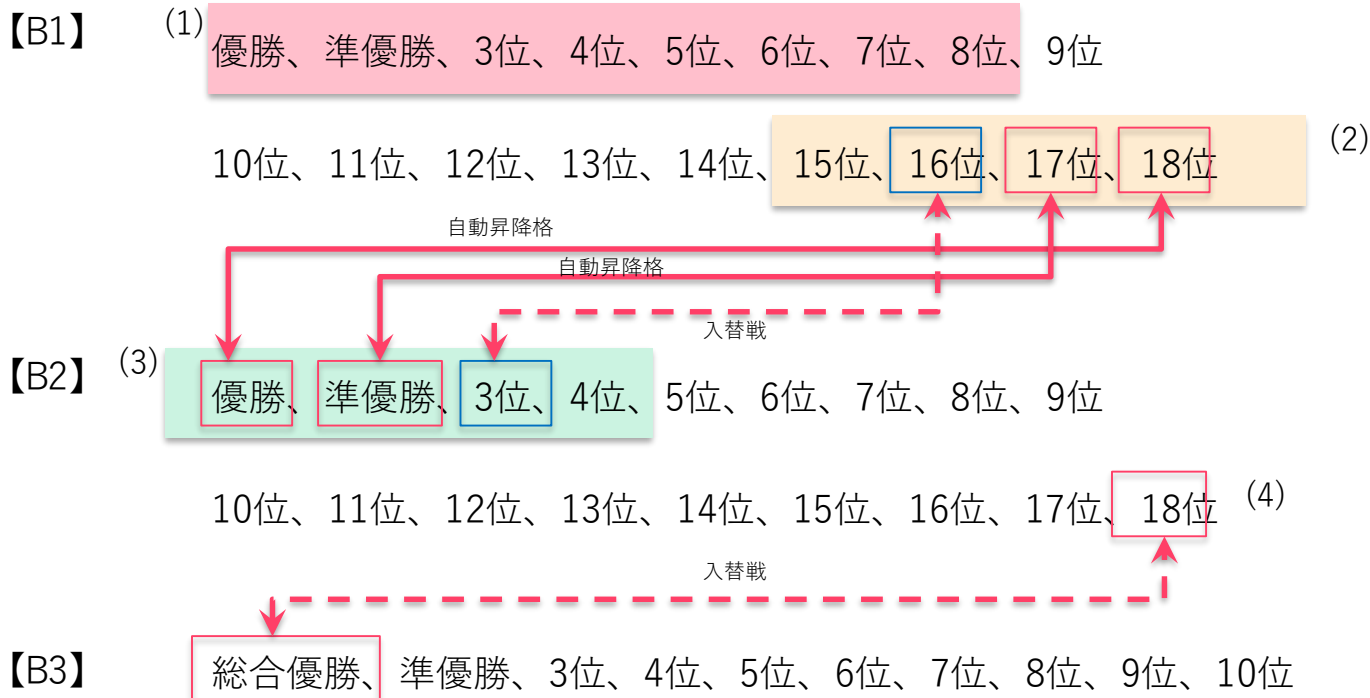 【B1】 (1) 優勝、準優勝、3位、4位、5位、6位、7位、8位、9位
10位、11位、12位、13位、14位、15位、16位、17位、18位 (2)
自動昇降格
自動昇降格
入替戦
【B2】 (3) 優勝、準優勝、3位、4位、5位、6位、7位、8位、9位
10位、11位、12位、13位、14位、15位、16位、17位、18位 (4)
入替戦
【B3】 総合優勝、準優勝、3位、4位、5位、6位、7位、8位、9位、10位